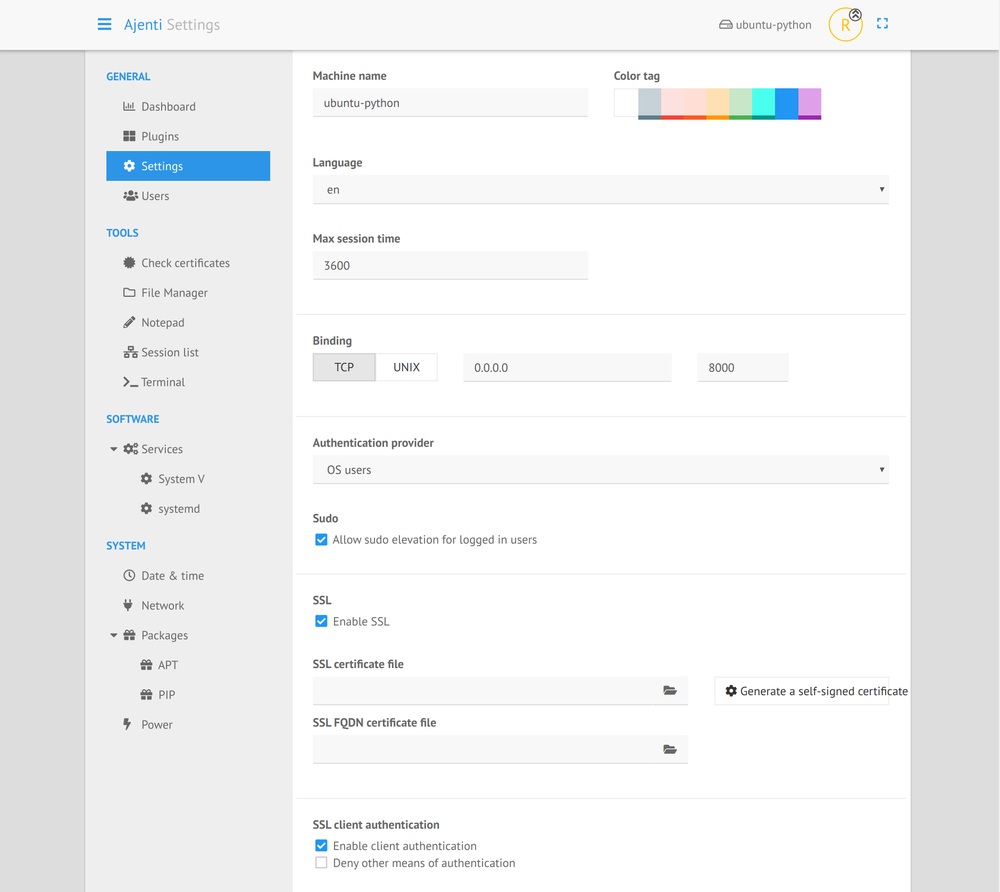 Ajenti Settings
ubuntu-python
R
GENERAL
Dashboard
Plugins
Settings
Users
TOOLS
Check certificates
File Manager
Notepad
Session list
Terminal
SOFTWARE
Services
System V
systemd
SYSTEM
Date & time
Network
Packages
APT
PIP
Power
Machine name
ubuntu-python
Color tag
Language
en
Max session time
3600
Binding
TCP UNIX 0.0.0.0 8000
Authentication provider
OS users
Sudo
Allow sudo elevation for logged in users
SSL
Enable SSL
SSL certificate file
Generate a self-signed certificate
SSL FQDN certificate file
SSL client authentication
Enable client authentication
Deny other means of authentication